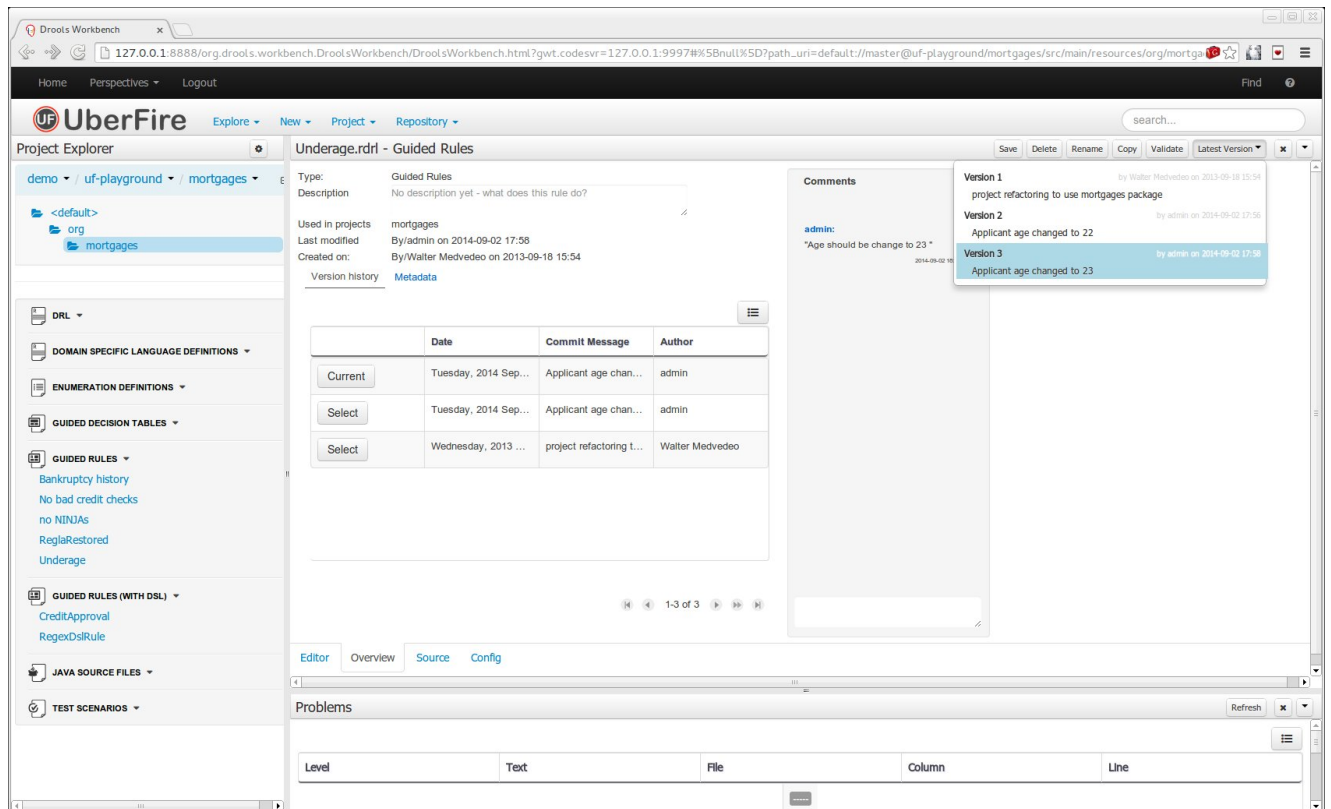 Drools Workbench
127.0.0.1:8888/org.drools.workbench.DroolsWorkbench/DroolsWorkbench.html?gwt.codesvr=127.0.0.1:9997#%5Bnull%5D?path_uri=default://master@uf-playground/mortgages/src/main/resources/org/mortga
Home Perspectives Logout Find
UF UberFire Explore New Project Repository search...
Project Explorer
demo / uf-playground / mortgages
<default>
org
mortgages
DRL
DOMAIN SPECIFIC LANGUAGE DEFINITIONS
ENUMERATION DEFINITIONS
GUIDED DECISION TABLES
GUIDED RULES
Bankruptcy history
No bad credit checks
no NINJAs
ReglaRestored
Underage
GUIDED RULES (WITH DSL)
CreditApproval
RegexDslRule
JAVA SOURCE FILES
TEST SCENARIOS
Underage.rdrl - Guided Rules
Save Delete Rename Copy Validate Latest Version
Type: Guided Rules
Description No description yet - what does this rule do?
Used in projects mortgages
Last modified By/admin on 2014-09-02 17:58
Created on: By/Walter Medvedeo on 2013-09-18 15:54
Version history Metadata
Date Commit Message Author
Current Tuesday, 2014 Sep... Applicant age chan... admin
Select Tuesday, 2014 Sep... Applicant age chan... admin
Select Wednesday, 2013 ... project refactoring t... Walter Medvedeo
1-3 of 3
Comments
admin:
"Age should be change to 23 "
Version 1 by Walter Medvedeo on 2013-09-18 15:54
project refactoring to use mortgages package
Version 2 by admin on 2014-09-02 17:56
Applicant age changed to 22
Version 3 by admin on 2014-09-02 17:58
Applicant age changed to 23
Editor Overview Source Config
Problems
Refresh
Level Text File Column Line